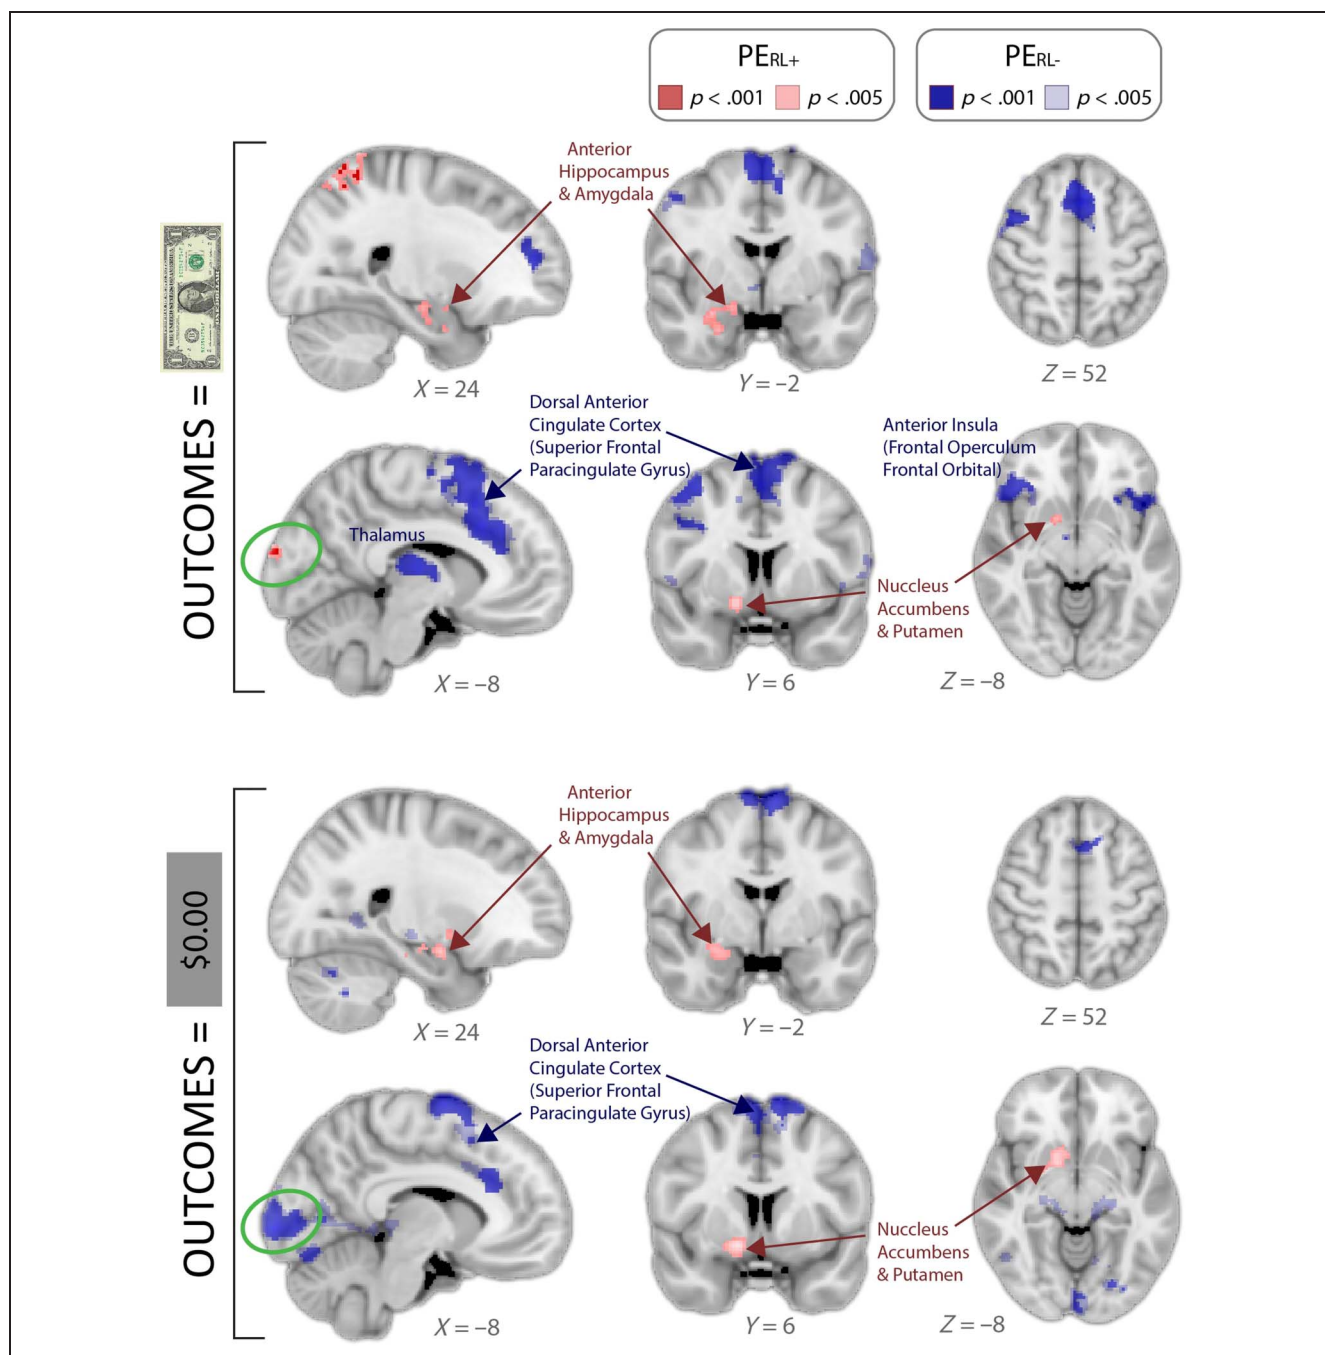 PERL+
p < .001 p < .005
PERL-
p < .001 p < .005
OUTCOMES =
Anterior
Hippocampus
& Amygdala
X = 24
Y = –2
Z = 52
Dorsal Anterior
Cingulate Cortex
(Superior Frontal
Paracingulate Gyrus)
Anterior Insula
(Frontal Operculum
Frontal Orbital)
Thalamus
Nuccleus
Accumbens
& Putamen
X = –8
Y = 6
Z = –8
OUTCOMES = $0.00
Anterior
Hippocampus
& Amygdala
X = 24
Y = –2
Z = 52
Dorsal Anterior
Cingulate Cortex
(Superior Frontal
Paracingulate Gyrus)
Nuccleus
Accumbens
& Putamen
X = –8
Y = 6
Z = –8